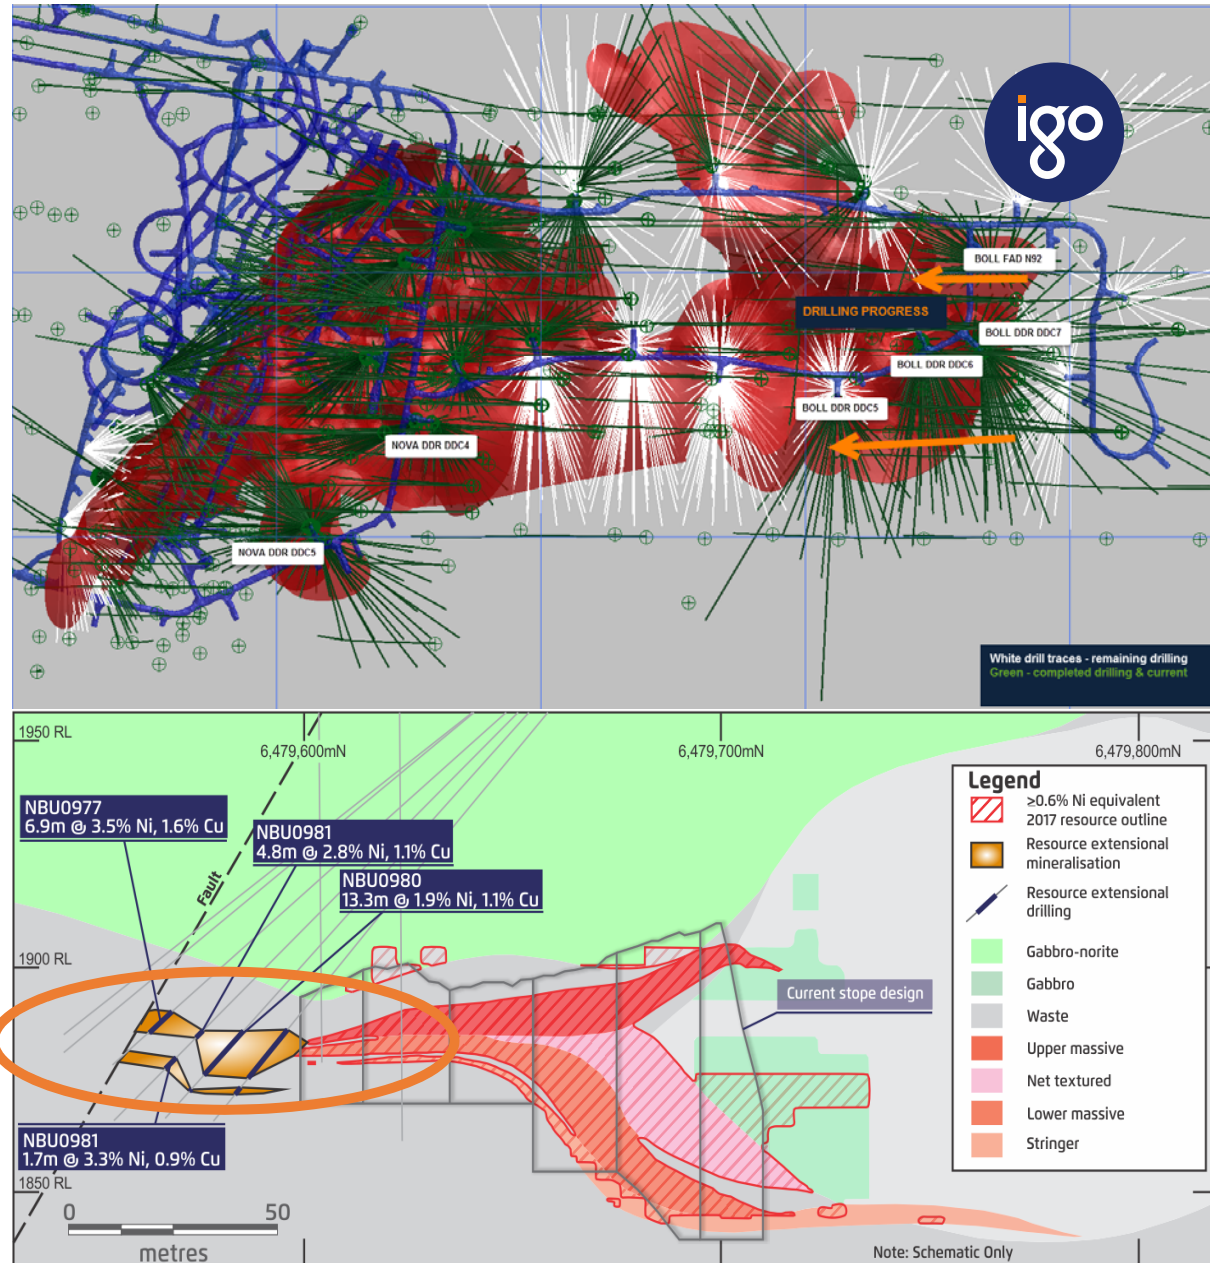 igo
BOLL FAD N92
DRILLING PROGRESS
BOLL DDR DDC7
BOLL DDR DDC6
BOLL DDR DDC5
NOVA DDR DDC4
NOVA DDR DDC5
White drill traces - remaining drilling
Green - completed drilling & current
1950 RL
6,479,600mN
6,479,700mN
6,479,800mN
Legend
≥0.6% Ni equivalent
2017 resource outline
Resource extensional
mineralisation
Resource extensional
drilling
Gabbro-norite
Gabbro
Waste
Upper massive
Net textured
Lower massive
Stringer
NBU0977
6.9m @ 3.5% Ni, 1.6% Cu
NBU0981
4.8m @ 2.8% Ni, 1.1% Cu
NBU0980
13.3m @ 1.9% Ni, 1.1% Cu
Fault
1900 RL
Current stope design
NBU0981
1.7m @ 3.3% Ni, 0.9% Cu
1850 RL
0 50
metres
Note: Schematic Only